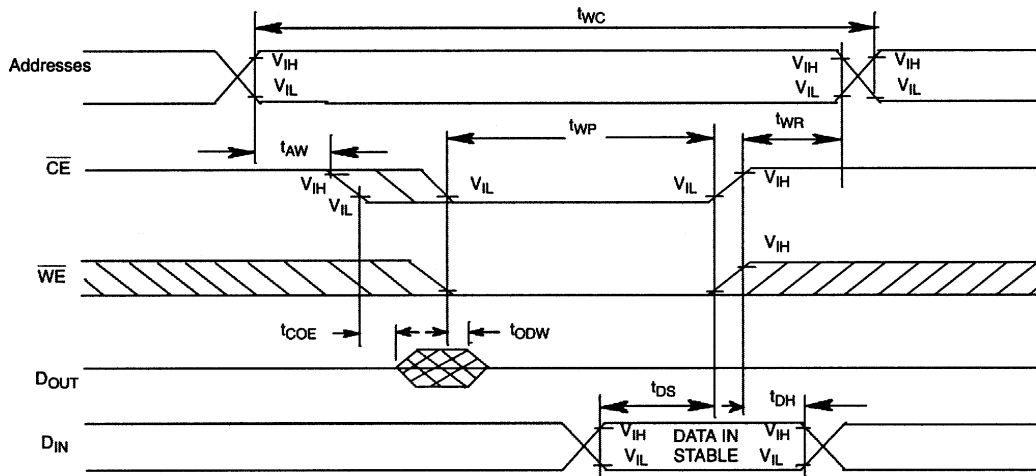 tWC
Addresses VIH VIH VIH
VIL VIL VIL
tWP tWR
tAW
CE
VIH VIL VIL VIH
VIL
VIH
WE
tCOE tODW
DOUT
tDS tDH
DIN VIH DATA IN VIH
VIL STABLE VIL